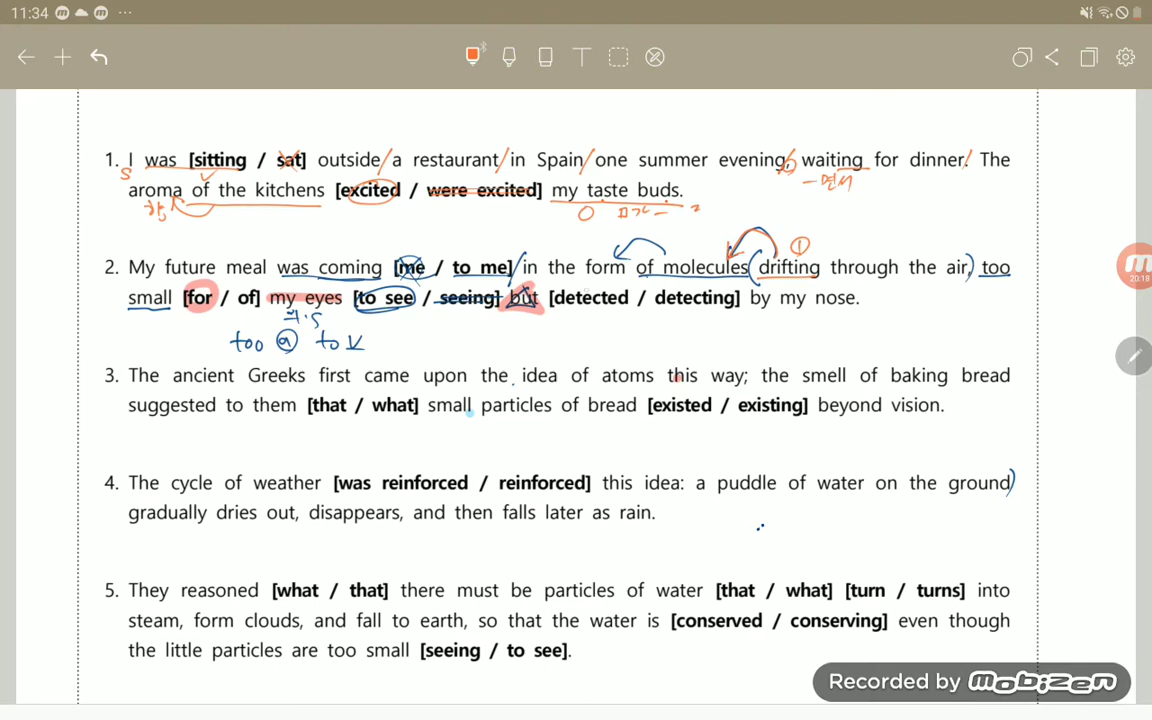 11:34
T
1. I was [sitting / sat] outside a restaurant in Spain one summer evening, waiting for dinner. The
S
-면서
aroma of the kitchens [excited / were excited] my taste buds.
O
2. My future meal was coming [me / to me] in the form of molecules drifting through the air, too
①
small [for / of] my eyes [to see / seeing] but [detected / detecting] by my nose.
too ⓐ to V
3. The ancient Greeks first came upon the idea of atoms this way; the smell of baking bread
suggested to them [that / what] small particles of bread [existed / existing] beyond vision.
4. The cycle of weather [was reinforced / reinforced] this idea: a puddle of water on the ground
gradually dries out, disappears, and then falls later as rain.
5. They reasoned [what / that] there must be particles of water [that / what] [turn / turns] into
steam, form clouds, and fall to earth, so that the water is [conserved / conserving] even though
the little particles are too small [seeing / to see].
20:18
Recorded by mobizen